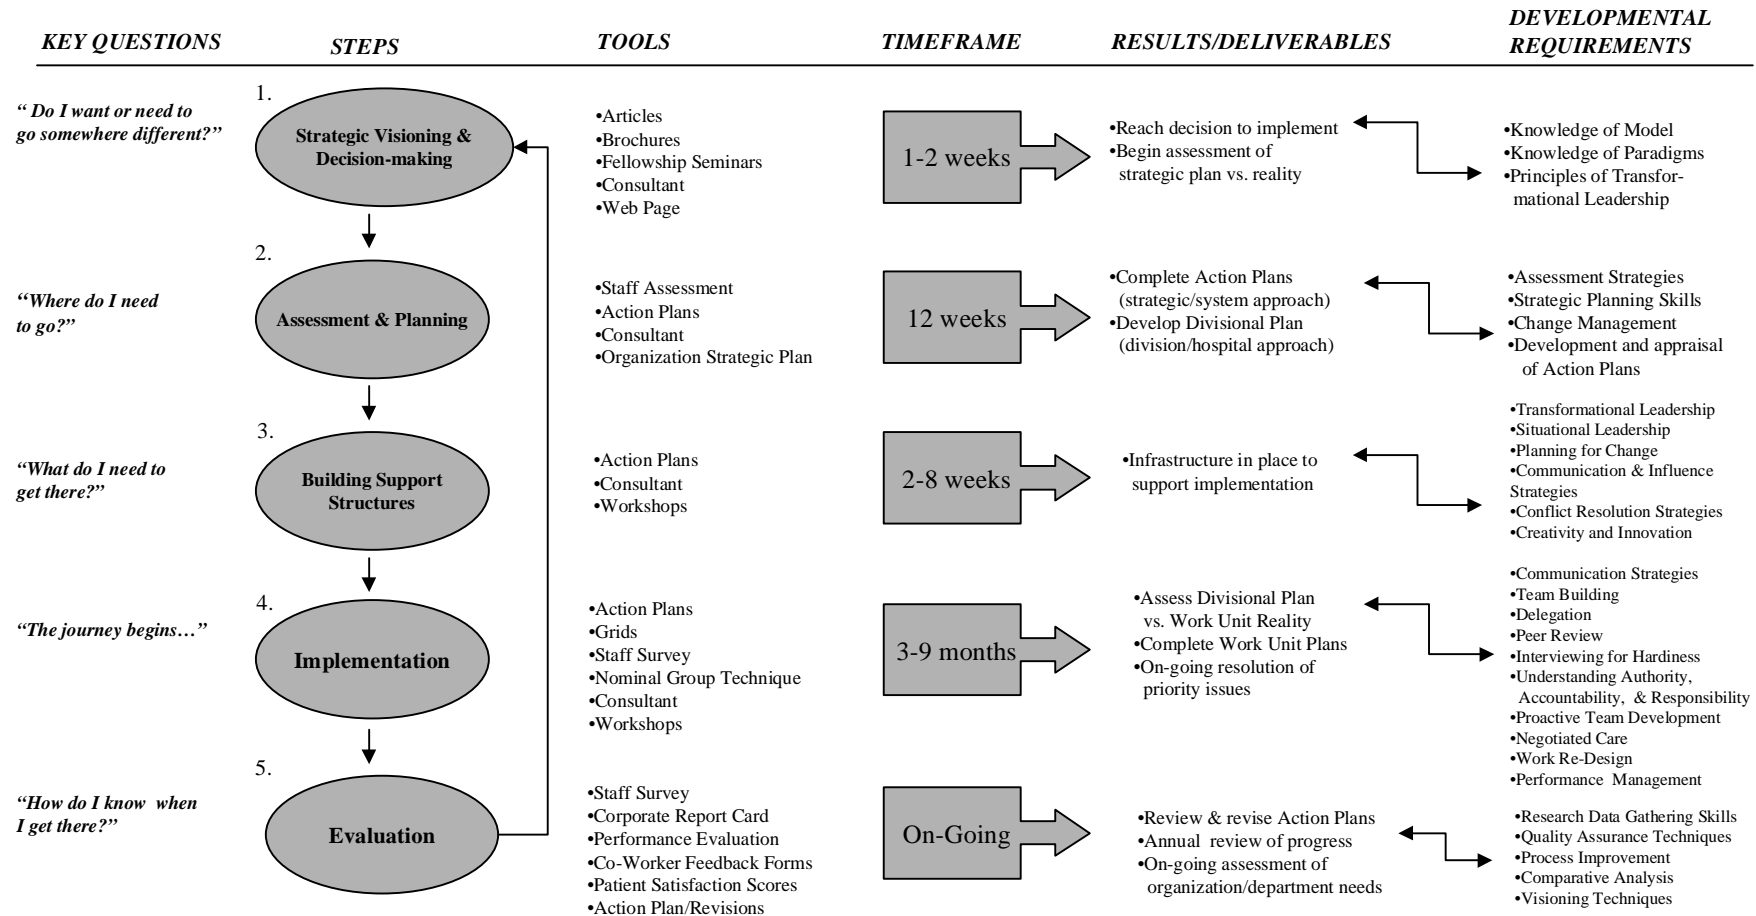 KEY QUESTIONS
STEPS
TOOLS
TIMEFRAME
RESULTS/DELIVERABLES
DEVELOPMENTAL
REQUIREMENTS
“ Do I want or need to
go somewhere different?”
1.
Strategic Visioning &
Decision-making
•Articles
•Brochures
•Fellowship Seminars
•Consultant
•Web Page
1-2 weeks
•Reach decision to implement
•Begin assessment of
strategic plan vs. reality
•Knowledge of Model
•Knowledge of Paradigms
•Principles of Transfor-
mational Leadership
“Where do I need
to go?”
2.
Assessment & Planning
•Staff Assessment
•Action Plans
•Consultant
•Organization Strategic Plan
12 weeks
•Complete Action Plans
(strategic/system approach)
•Develop Divisional Plan
(division/hospital approach)
•Assessment Strategies
•Strategic Planning Skills
•Change Management
•Development and appraisal
of Action Plans
“What do I need to
get there?”
3.
Building Support
Structures
•Action Plans
•Consultant
•Workshops
2-8 weeks
•Infrastructure in place to
support implementation
•Transformational Leadership
•Situational Leadership
•Planning for Change
•Communication & Influence
Strategies
•Conflict Resolution Strategies
•Creativity and Innovation
“The journey begins…”
4.
Implementation
•Action Plans
•Grids
•Staff Survey
•Nominal Group Technique
•Consultant
•Workshops
3-9 months
•Assess Divisional Plan
vs. Work Unit Reality
•Complete Work Unit Plans
•On-going resolution of
priority issues
•Communication Strategies
•Team Building
•Delegation
•Peer Review
•Interviewing for Hardiness
•Understanding Authority,
Accountability, & Responsibility
•Proactive Team Development
•Negotiated Care
•Work Re-Design
•Performance Management
“How do I know when
I get there?”
5.
Evaluation
•Staff Survey
•Corporate Report Card
•Performance Evaluation
•Co-Worker Feedback Forms
•Patient Satisfaction Scores
•Action Plan/Revisions
On-Going
•Review & revise Action Plans
•Annual review of progress
•On-going assessment of
organization/department needs
•Research Data Gathering Skills
•Quality Assurance Techniques
•Process Improvement
•Comparative Analysis
•Visioning Techniques